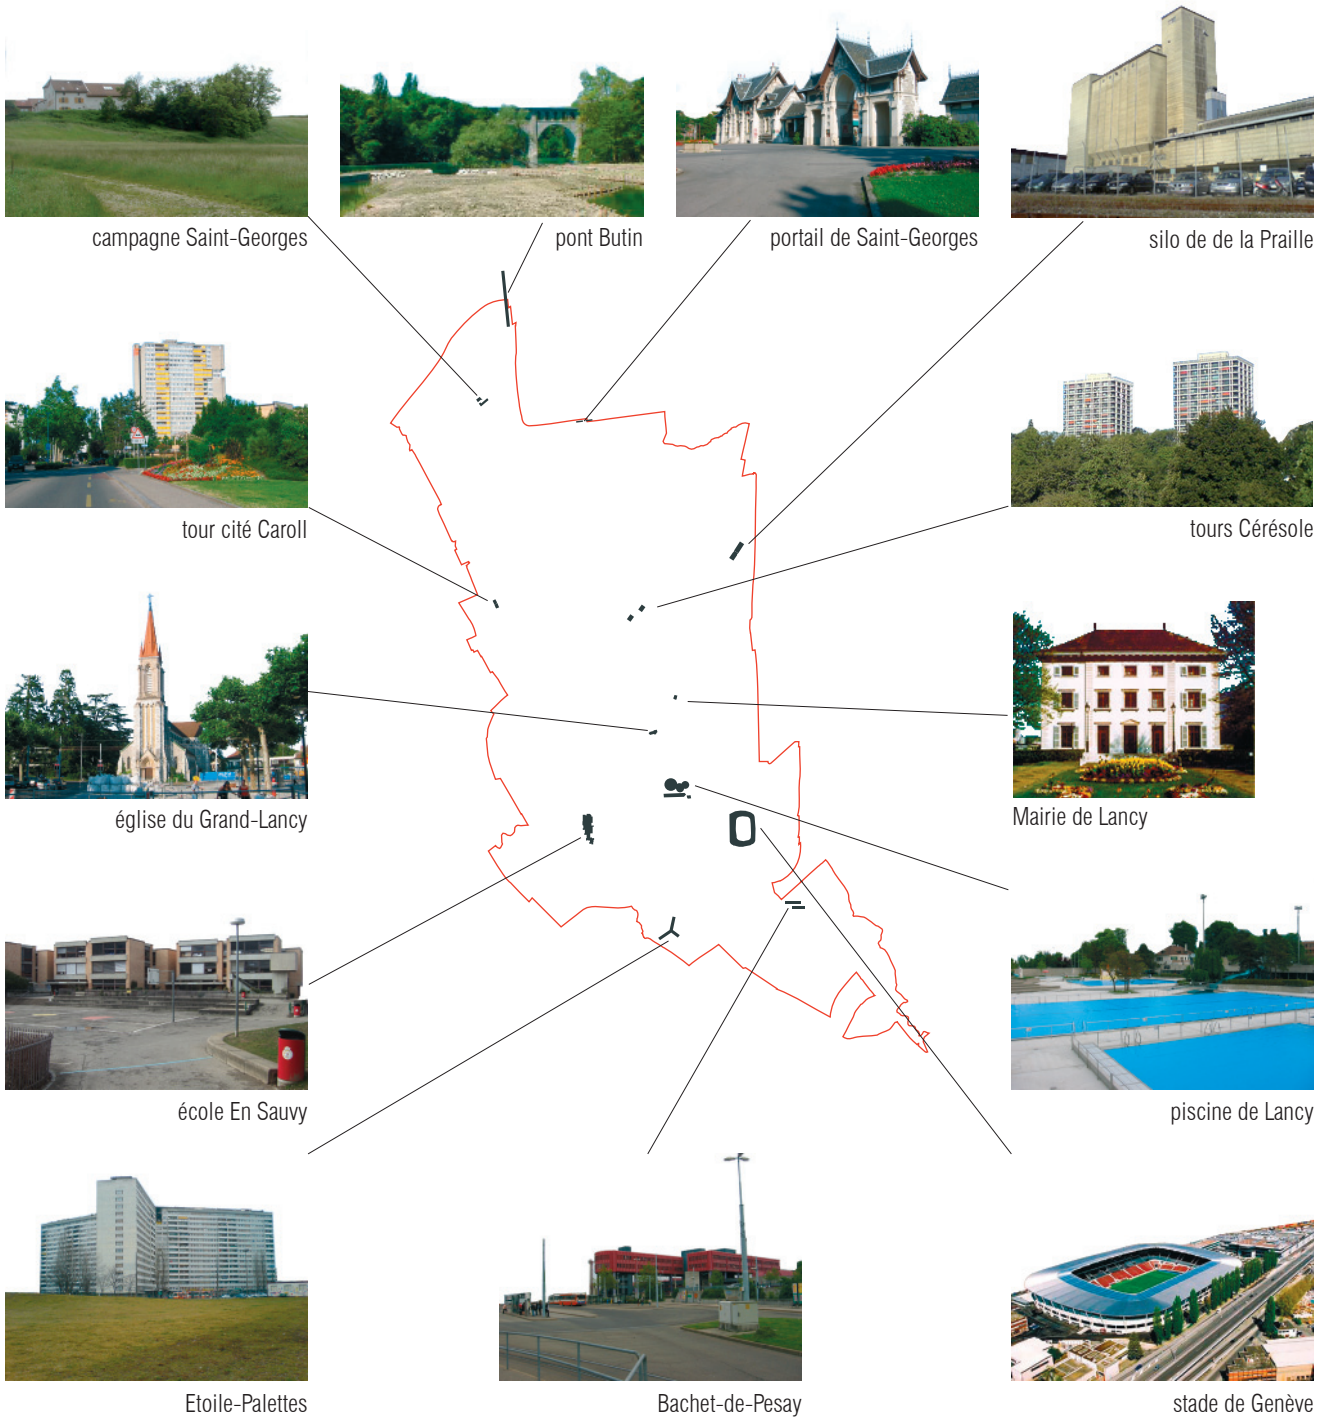 campagne Saint-Georges
pont Butin
portail de Saint-Georges
silo de de la Praille
tour cité Caroll
tours Cérésole
église du Grand-Lancy
Mairie de Lancy
école En Sauvy
piscine de Lancy
Etoile-Palettes
Bachet-de-Pesay
stade de Genève